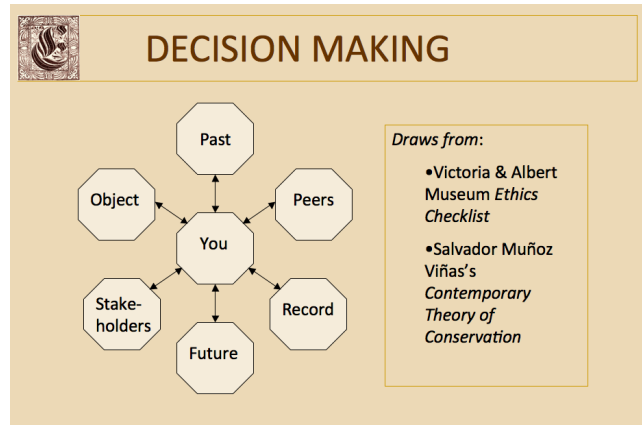 DECISION MAKING
Past
Object
Peers
You
Stake-
holders
Record
Future
Draws from:
•Victoria & Albert
Museum Ethics
Checklist
•Salvador Muñoz
Viñas’s
Contemporary
Theory of
Conservation